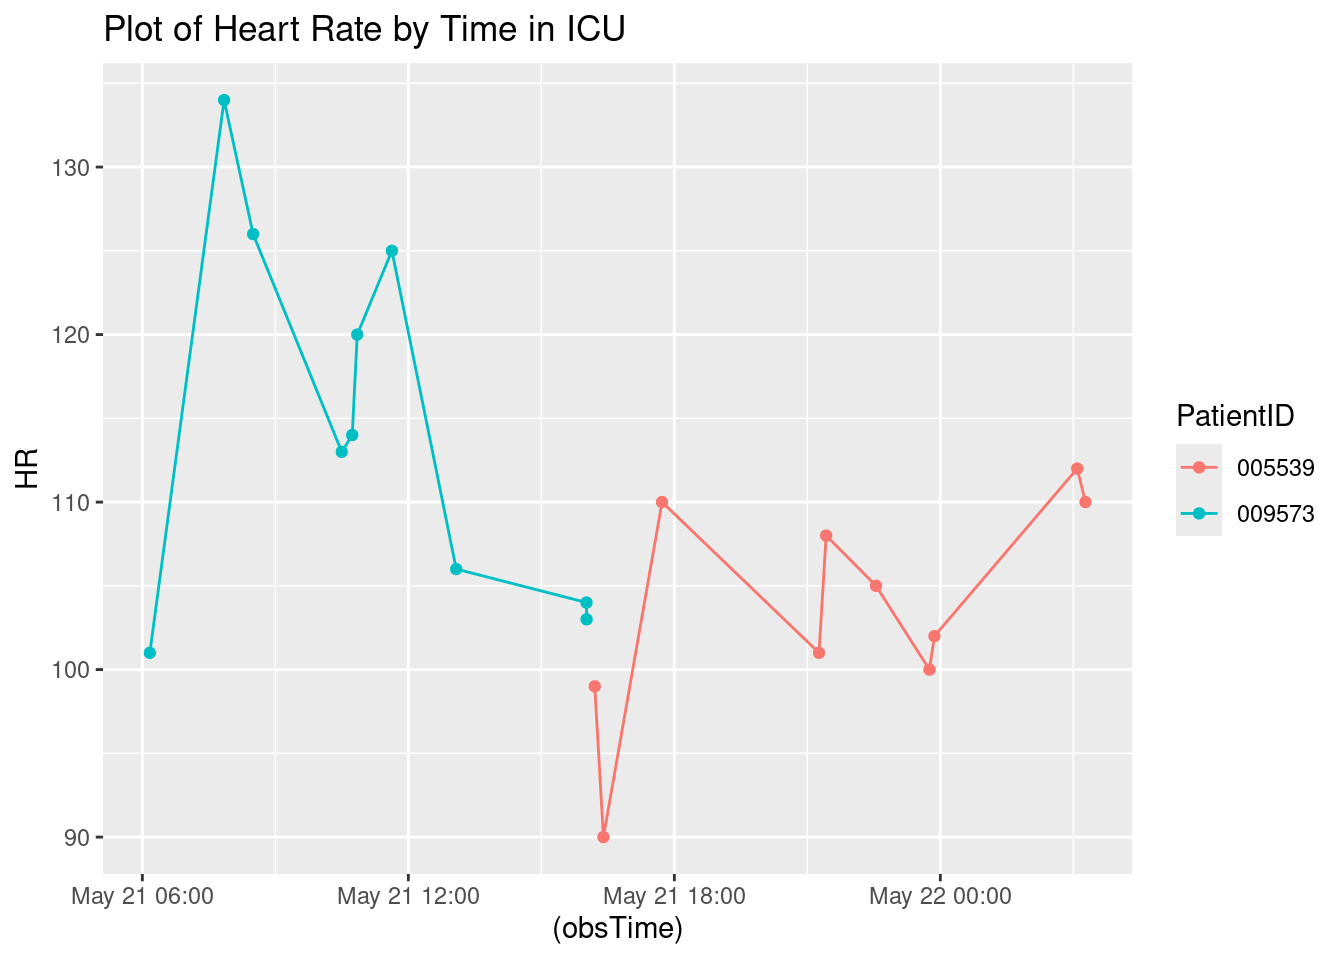 Plot of Heart Rate by Time in ICU
130
120
110
100
90
HR
May 21 06:00
May 21 12:00
May 21 18:00
May 22 00:00
(obsTime)
PatientID
005539
009573